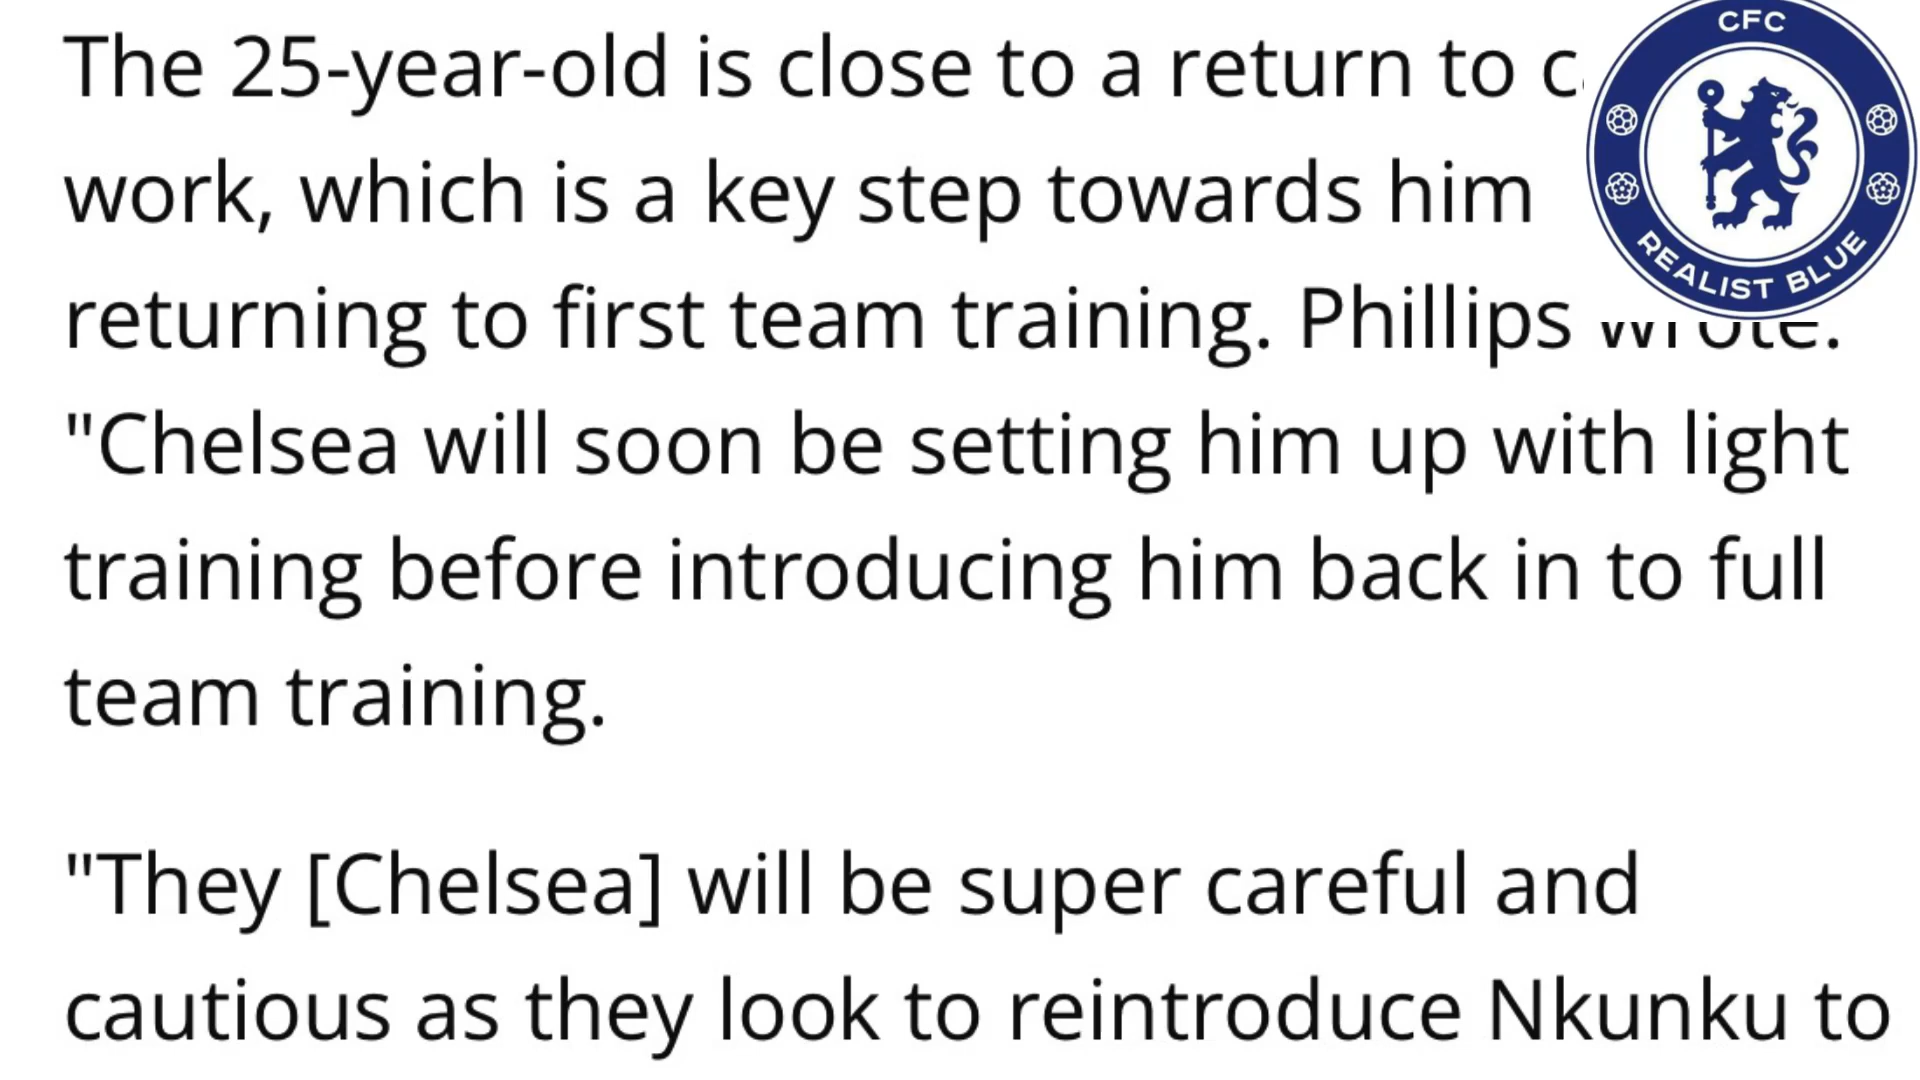 The 25-year-old is close to a return to
work, which is a key step towards him
returning to first team training. Phillips wrote:
"Chelsea will soon be setting him up with light
training before introducing him back in to full
team training.
"They [Chelsea] will be super careful and
cautious as they look to reintroduce Nkunku to
CFC
REALIST BLUE